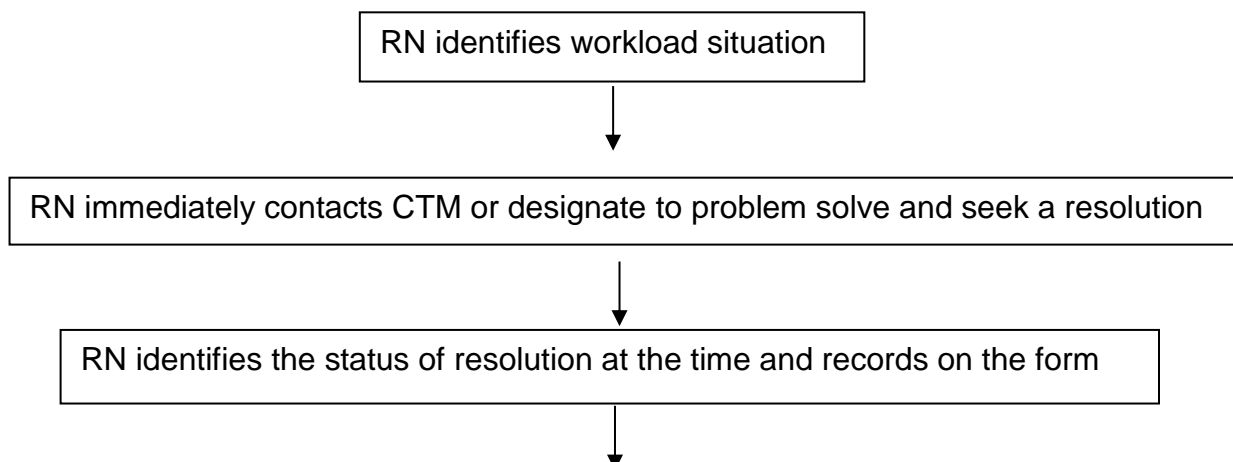 RN identifies workload situation
RN immediately contacts CTM or designate to problem solve and seek a resolution
RN identifies the status of resolution at the time and records on the form